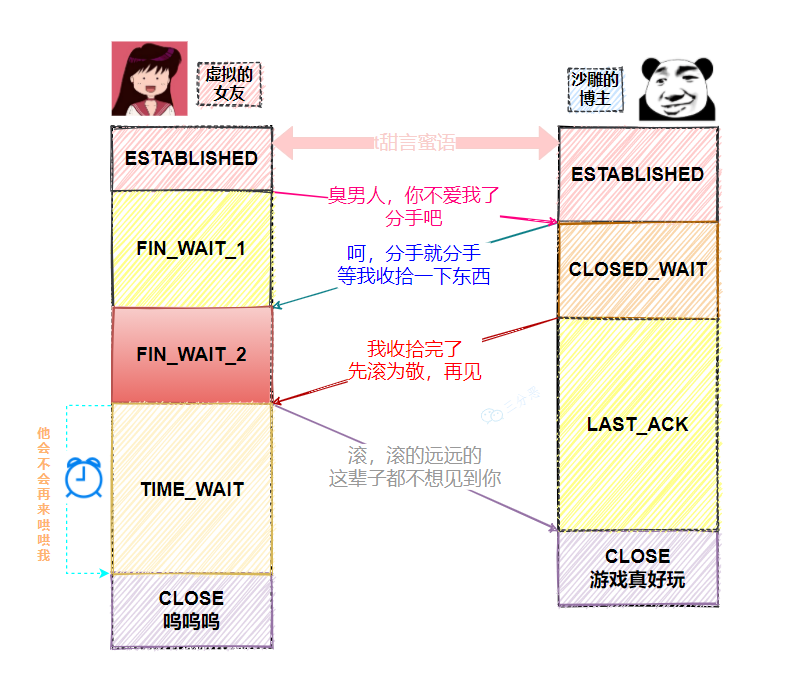 虚拟的
女友
沙雕的
博主
t甜言蜜语
ESTABLISHED
ESTABLISHED
臭男人，你不爱我了
分手吧
FIN_WAIT_1
呵，分手就分手
等我收拾一下东西
CLOSED_WAIT
FIN_WAIT_2
我收拾完了
先滚为敬，再见
三分恶
LAST_ACK
他会不会再来哄哄我
滚，滚的远远的
这辈子都不想见到你
TIME_WAIT
CLOSE
游戏真好玩
CLOSE
呜呜呜